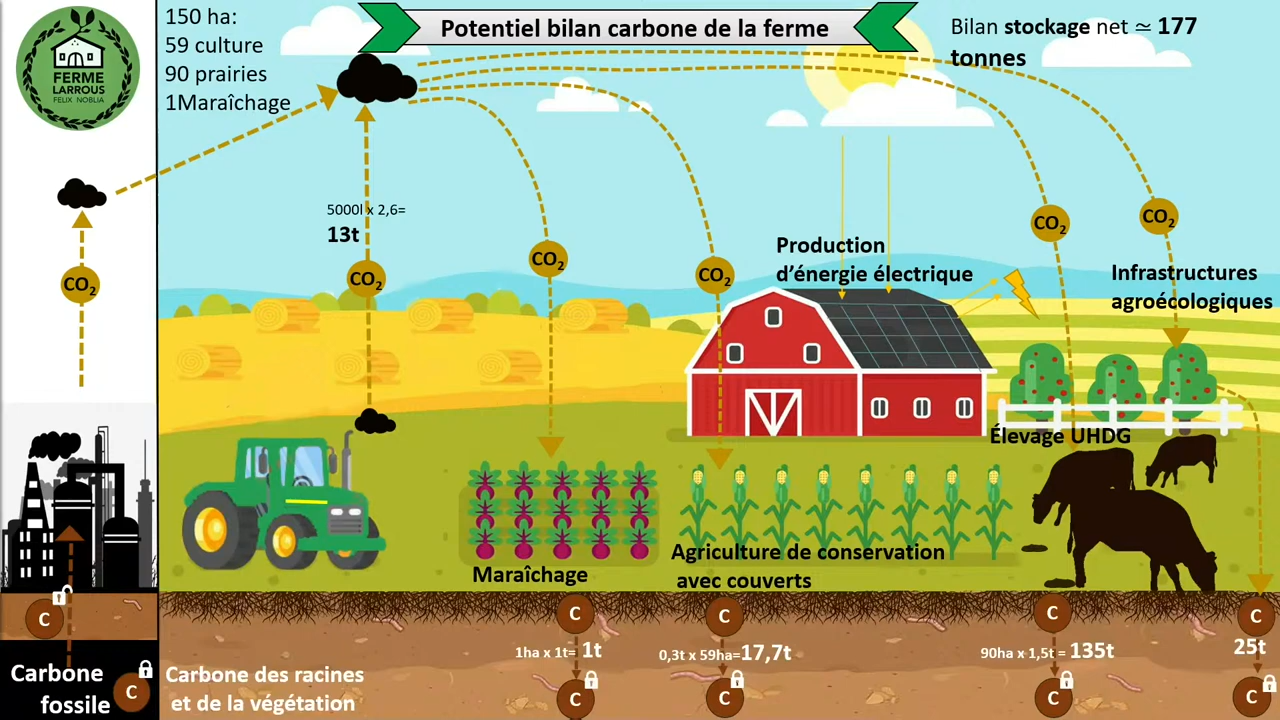 FERME
LARROUS
FELIX NOBLIA
150 ha:
59 culture
90 prairies
1Maraîchage
Potentiel bilan carbone de la ferme
Bilan stockage net ≃ 177
tonnes
5000l x 2,6=
13t
CO₂
CO₂
CO₂
CO₂
CO₂
CO₂
Production
d'énergie électrique
Infrastructures
agroécologiques
Élevage UHDG
Maraîchage
Agriculture de conservation
avec couverts
C
C
C
C
C
1ha x 1t= 1t
0,3t x 59ha=17,7t
90ha x 1,5t = 135t
25t
Carbone
fossile
C
Carbone des racines
et de la végétation
C
C
C
C